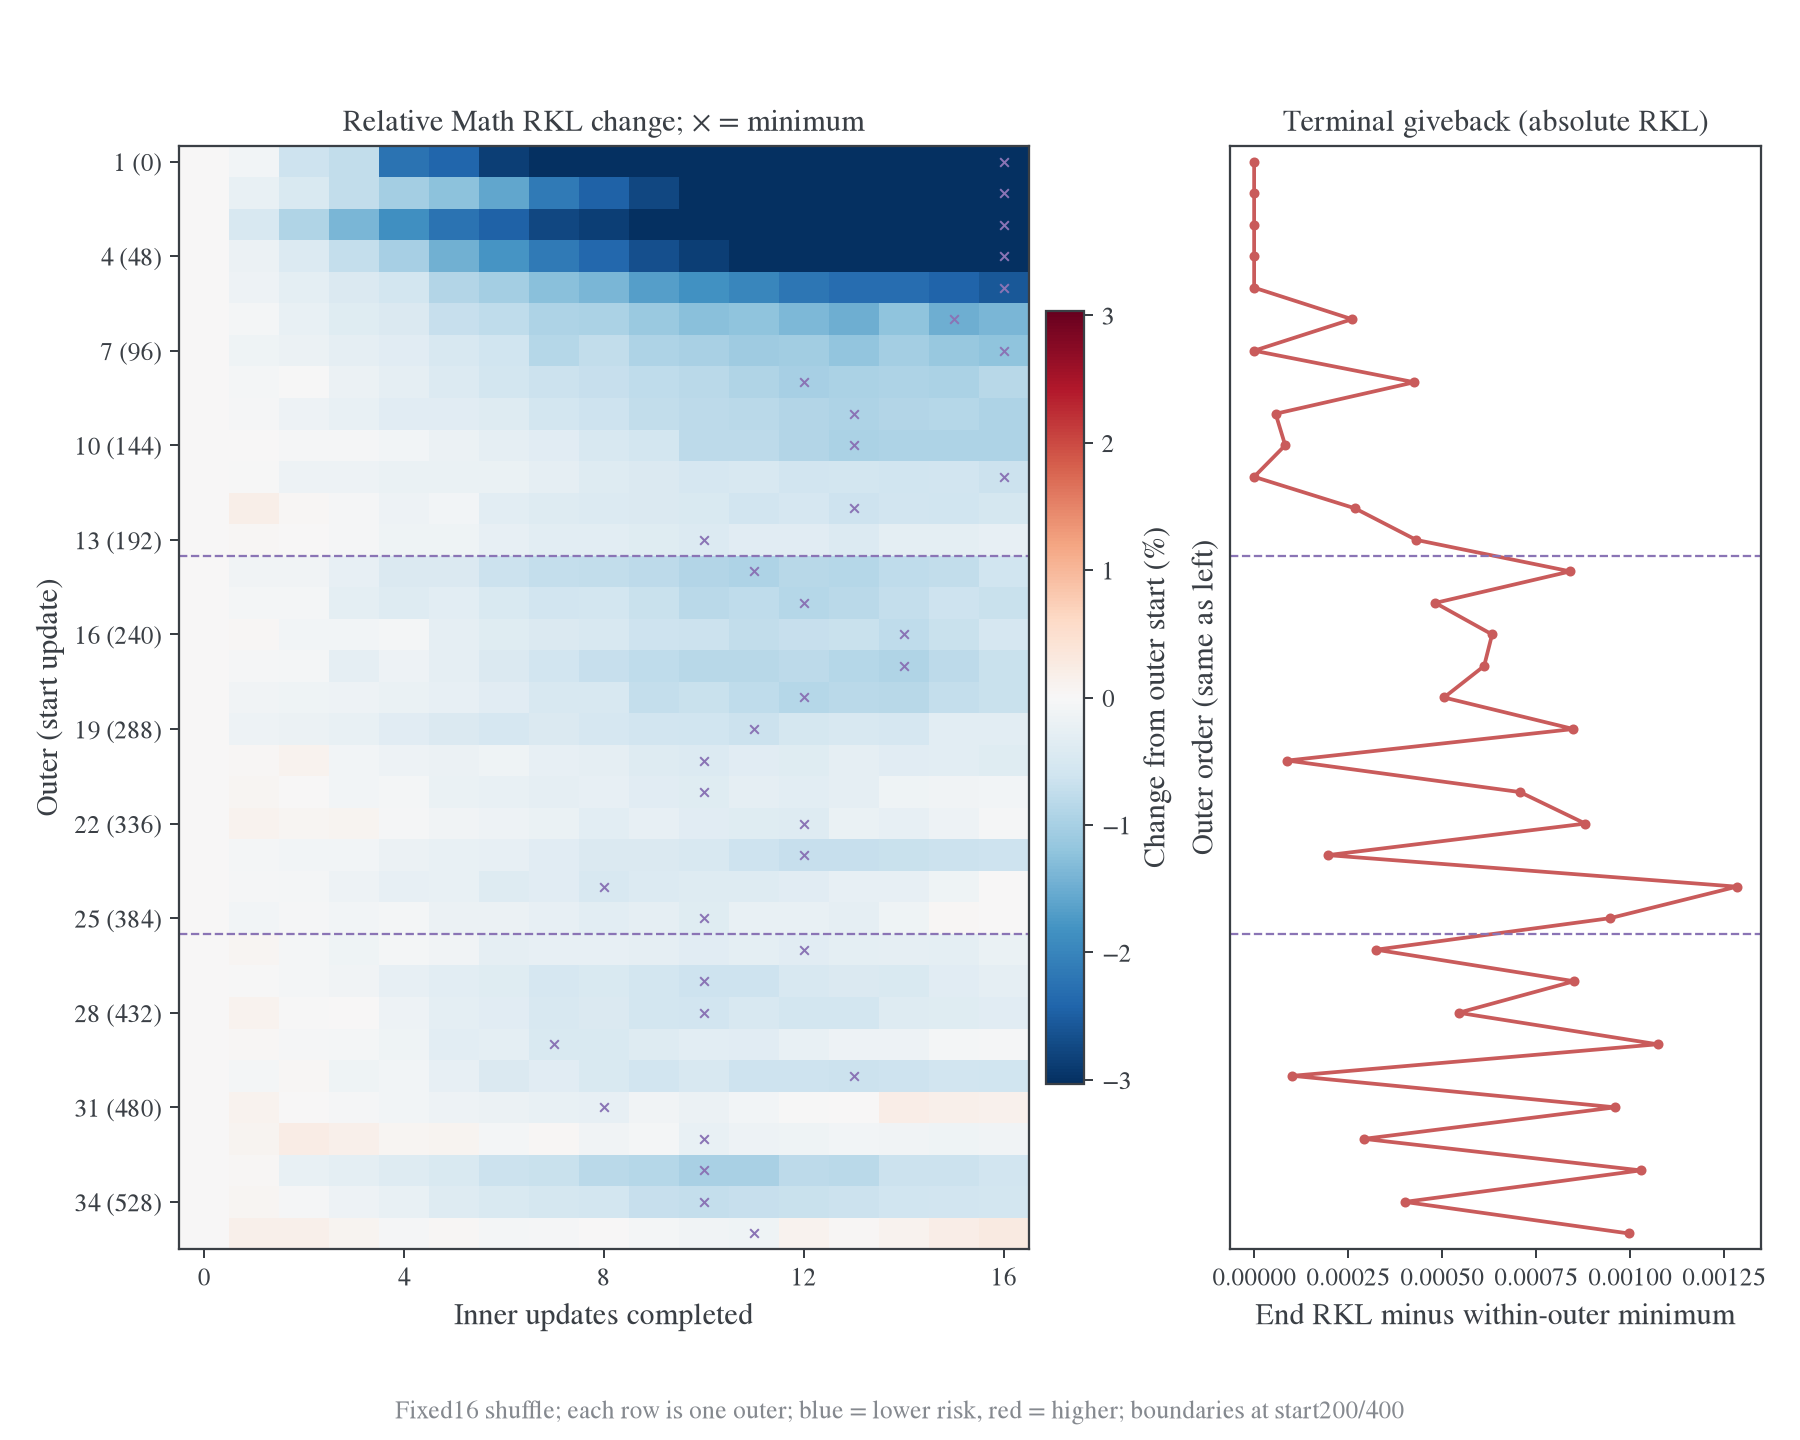 Relative Math RKL change; × = minimum
Terminal giveback (absolute RKL)
Outer (start update)
1 (0)
4 (48)
7 (96)
10 (144)
13 (192)
16 (240)
19 (288)
22 (336)
25 (384)
28 (432)
31 (480)
34 (528)
0 4 8 12 16
Inner updates completed
3
2
1
0
−1
−2
−3
Change from outer start (%)
Outer order (same as left)
0.00000 0.00025 0.00050 0.00075 0.00100 0.00125
End RKL minus within-outer minimum
Fixed16 shuffle; each row is one outer; blue = lower risk, red = higher; boundaries at start200/400